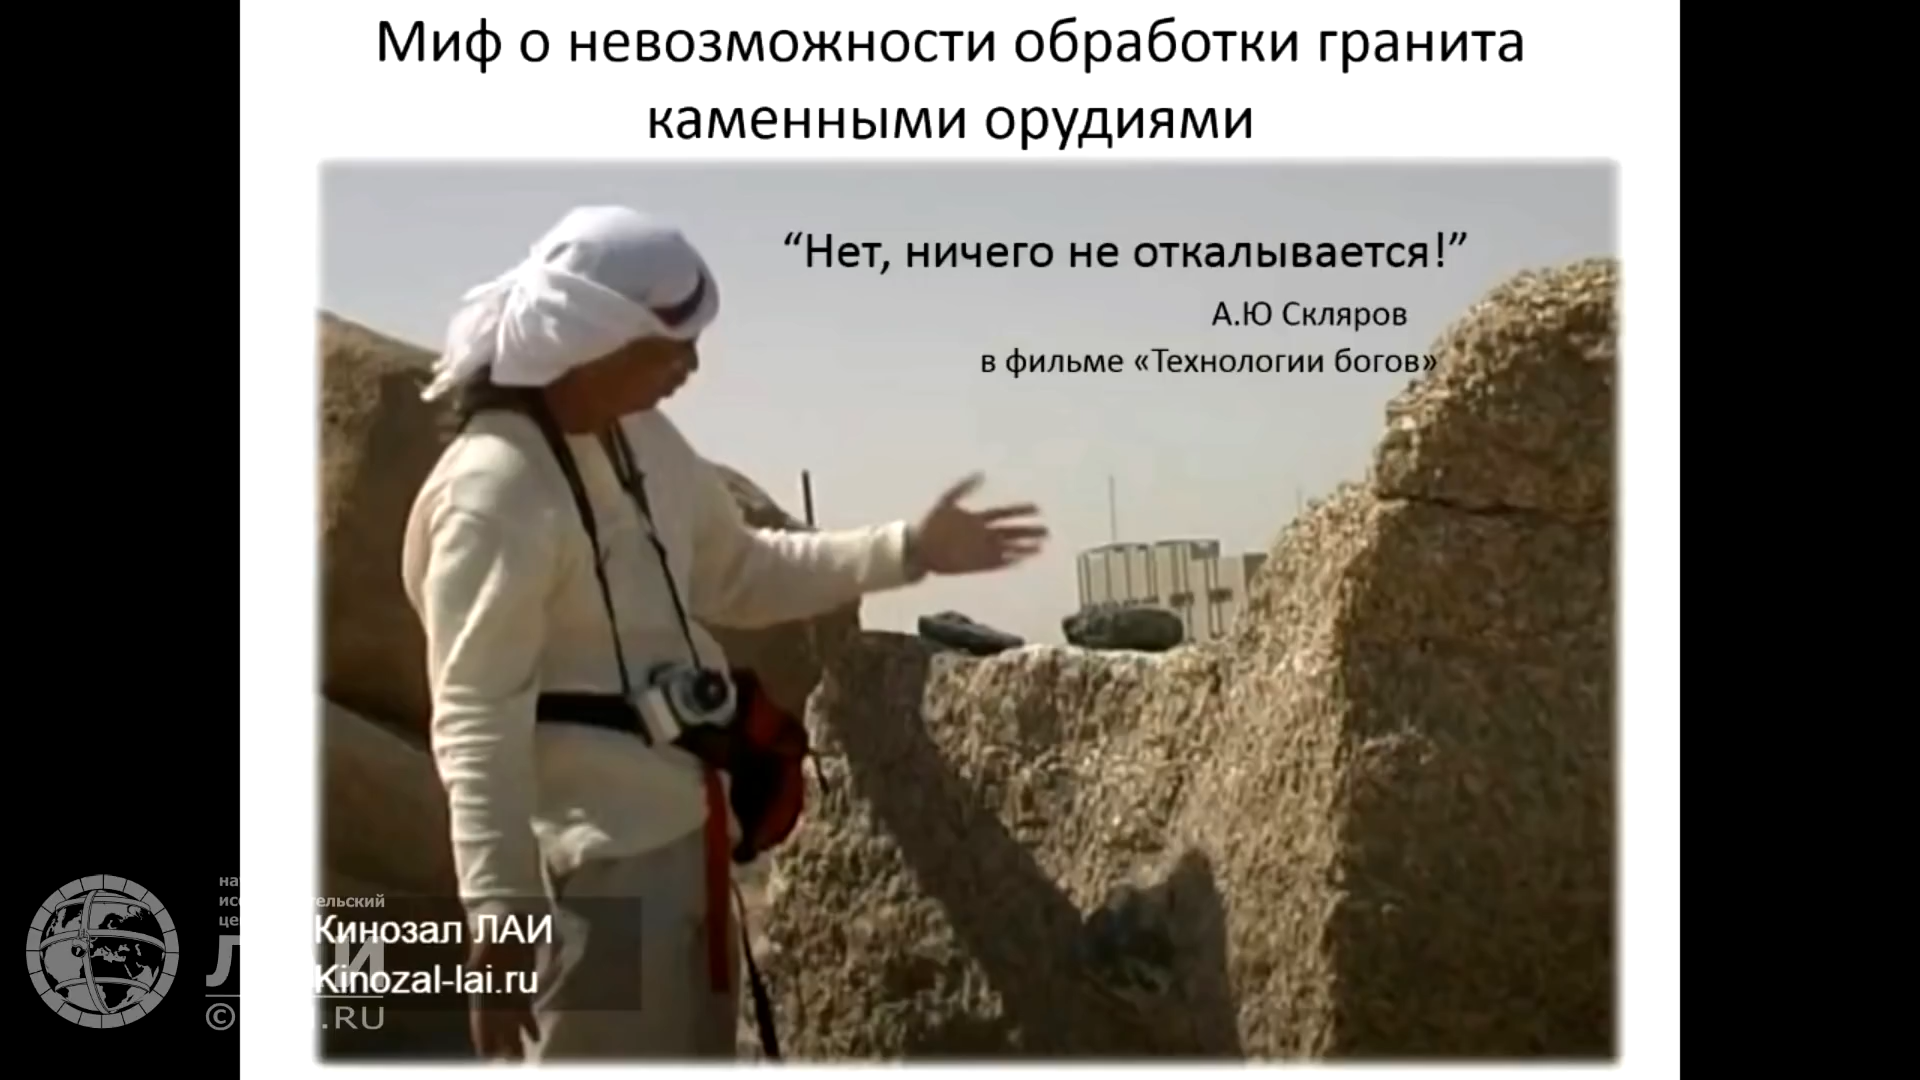 Миф о невозможности обработки гранита
каменными орудиями
“Нет, ничего не откалывается!”
А.Ю Скляров
в фильме «Технологии богов»
Кинозал ЛАИ
Kinozal-lai.ru